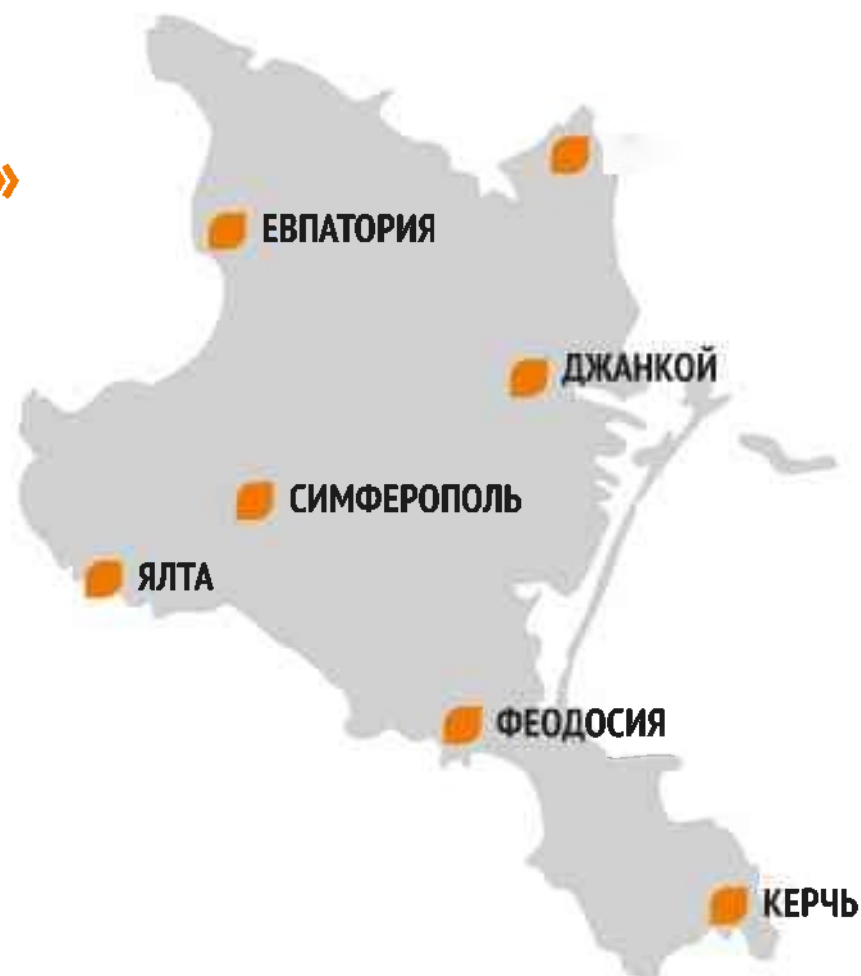 »
ЕВПАТОРИЯ
ДЖАНКОЙ
СИМФЕРОПОЛЬ
ЯЛТА
ФЕОДОСИЯ
КЕРЧЬ